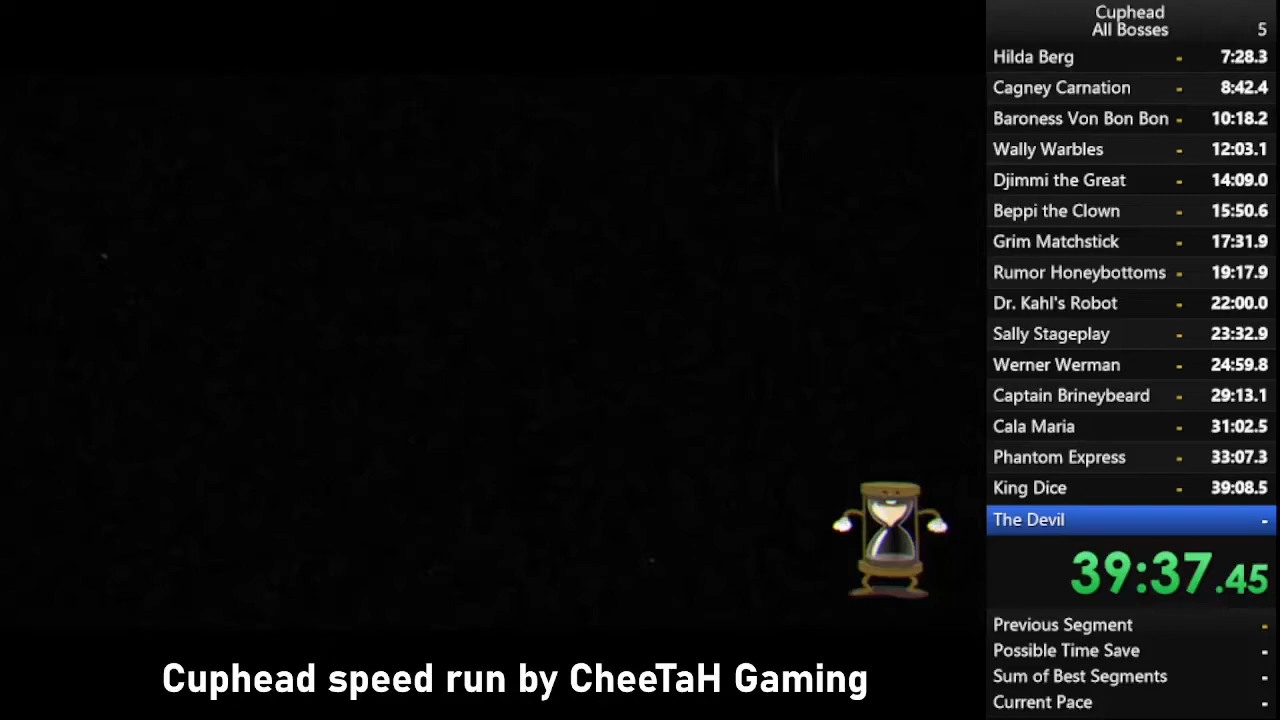 Cuphead
All Bosses 5
Hilda Berg - 7:28.3
Cagney Carnation - 8:42.4
Baroness Von Bon Bon - 10:18.2
Wally Warbles - 12:03.1
Djimmi the Great - 14:09.0
Beppi the Clown - 15:50.6
Grim Matchstick - 17:31.9
Rumor Honeybottoms - 19:17.9
Dr. Kahl's Robot - 22:00.0
Sally Stageplay - 23:32.9
Werner Werman - 24:59.8
Captain Brineybeard - 29:13.1
Cala Maria - 31:02.5
Phantom Express - 33:07.3
King Dice - 39:08.5
The Devil -
39:37.45
Previous Segment -
Possible Time Save -
Sum of Best Segments -
Current Pace -
Cuphead speed run by CheeTaH Gaming